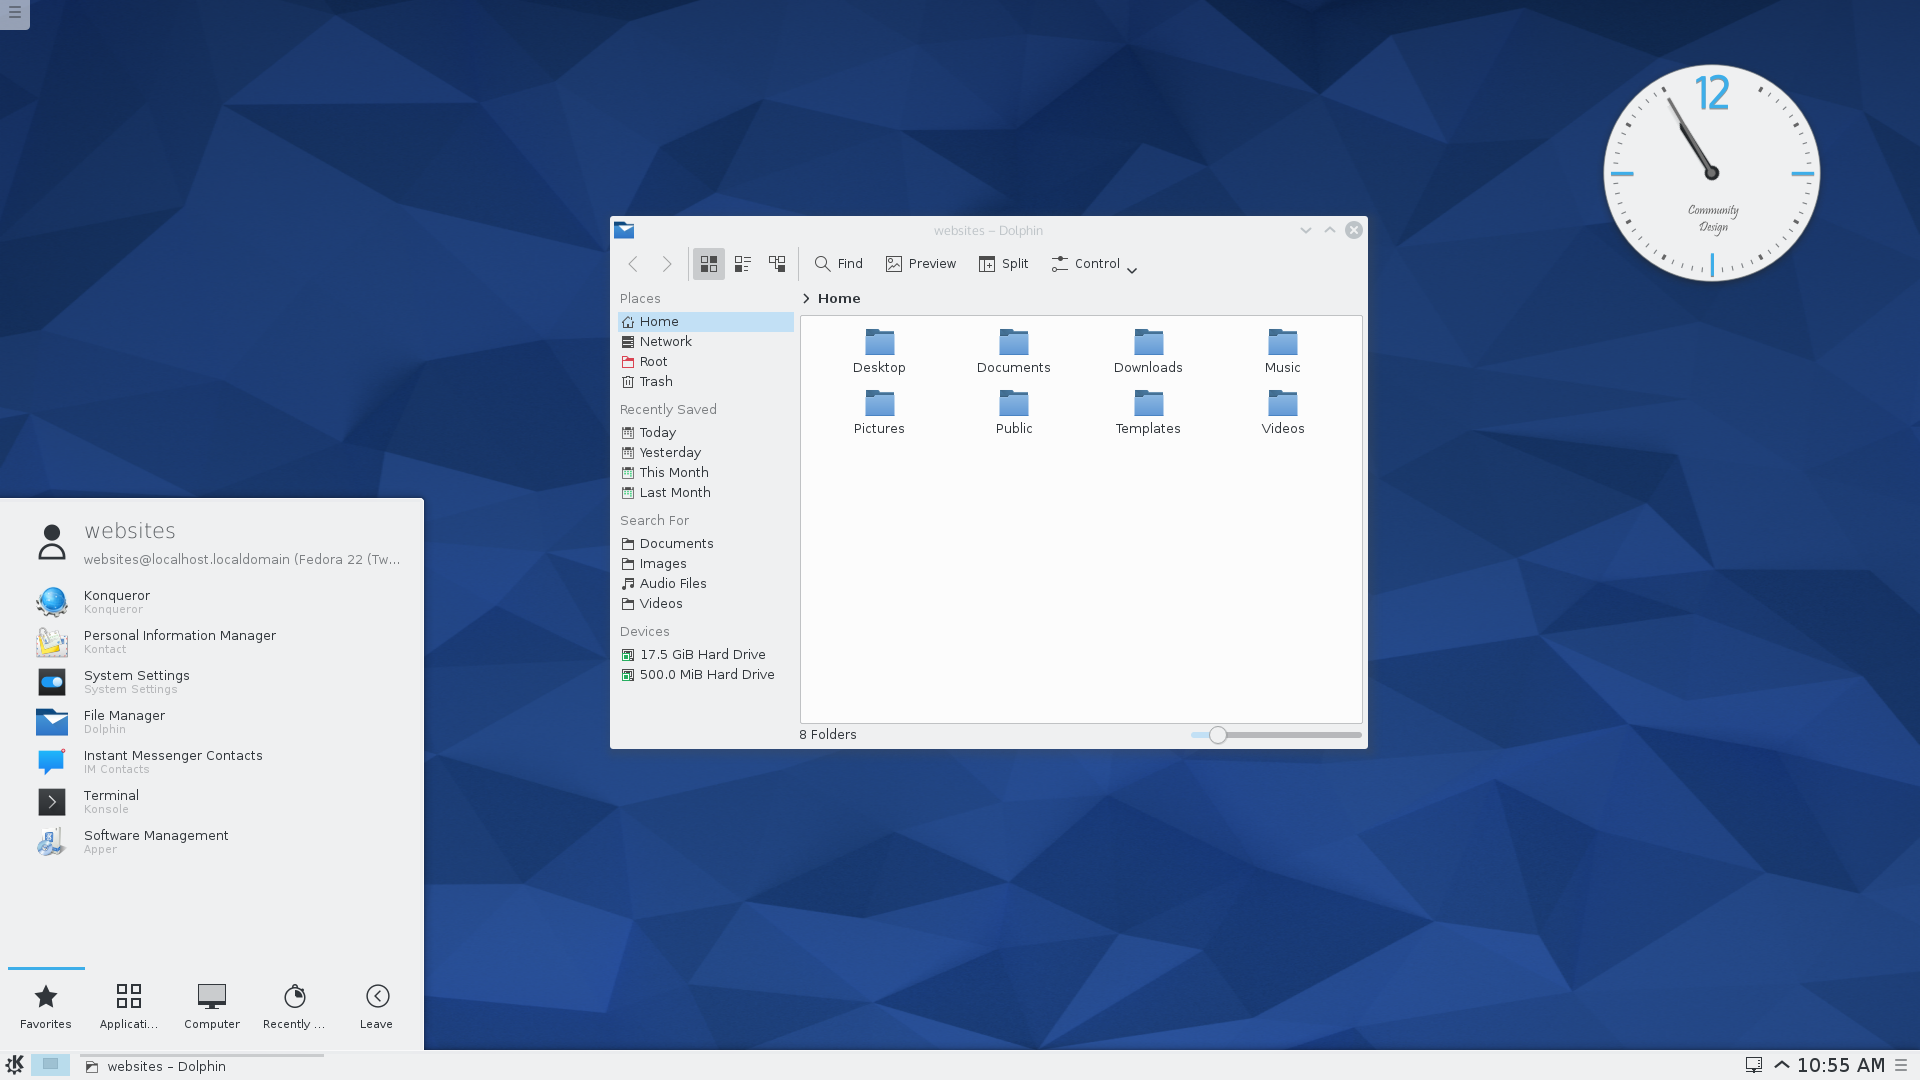 12
Community
Design
websites – Dolphin
Find
Preview
Split
Control
Places
Home
Network
Root
Trash
Recently Saved
Today
Yesterday
This Month
Last Month
Search For
Documents
Images
Audio Files
Videos
Devices
17.5 GiB Hard Drive
500.0 MiB Hard Drive
Home
Desktop
Documents
Downloads
Music
Pictures
Public
Templates
Videos
8 Folders
websites
websites@localhost.localdomain (Fedora 22 (Tw...
Konqueror
Konqueror
Personal Information Manager
Kontact
System Settings
System Settings
File Manager
Dolphin
Instant Messenger Contacts
IM Contacts
Terminal
Konsole
Software Management
Apper
Favorites
Applicati...
Computer
Recently ...
Leave
websites – Dolphin
10:55 AM